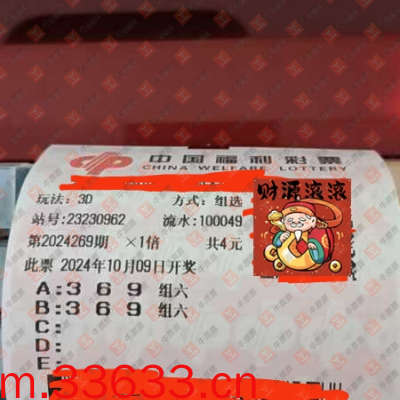 中国福利彩票
CHINA WELFARE LOTTERY
玩法:3D 方式:组选
站号:23230962 流水:100049
第2024269期 ×1倍 共4元
此票 2024年10月09日开奖
财源滚滚
A:3 6 9 组六
B:3 6 9 组六
C:
D:
E:
m.33633.cn